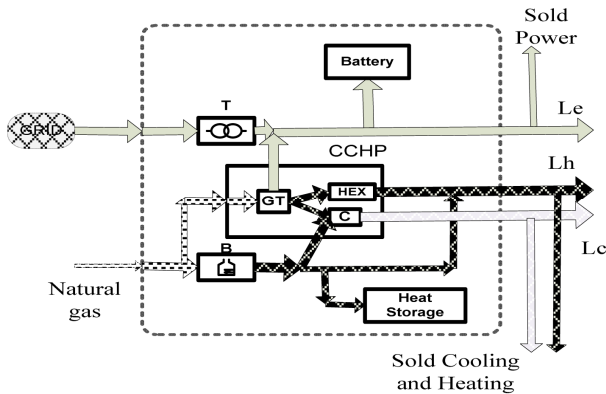 Sold
Power
Battery
T
Le
GRID
CCHP
Lh
GT
HEX
C
B
Lc
Natural
gas
Heat
Storage
Sold Cooling
and Heating